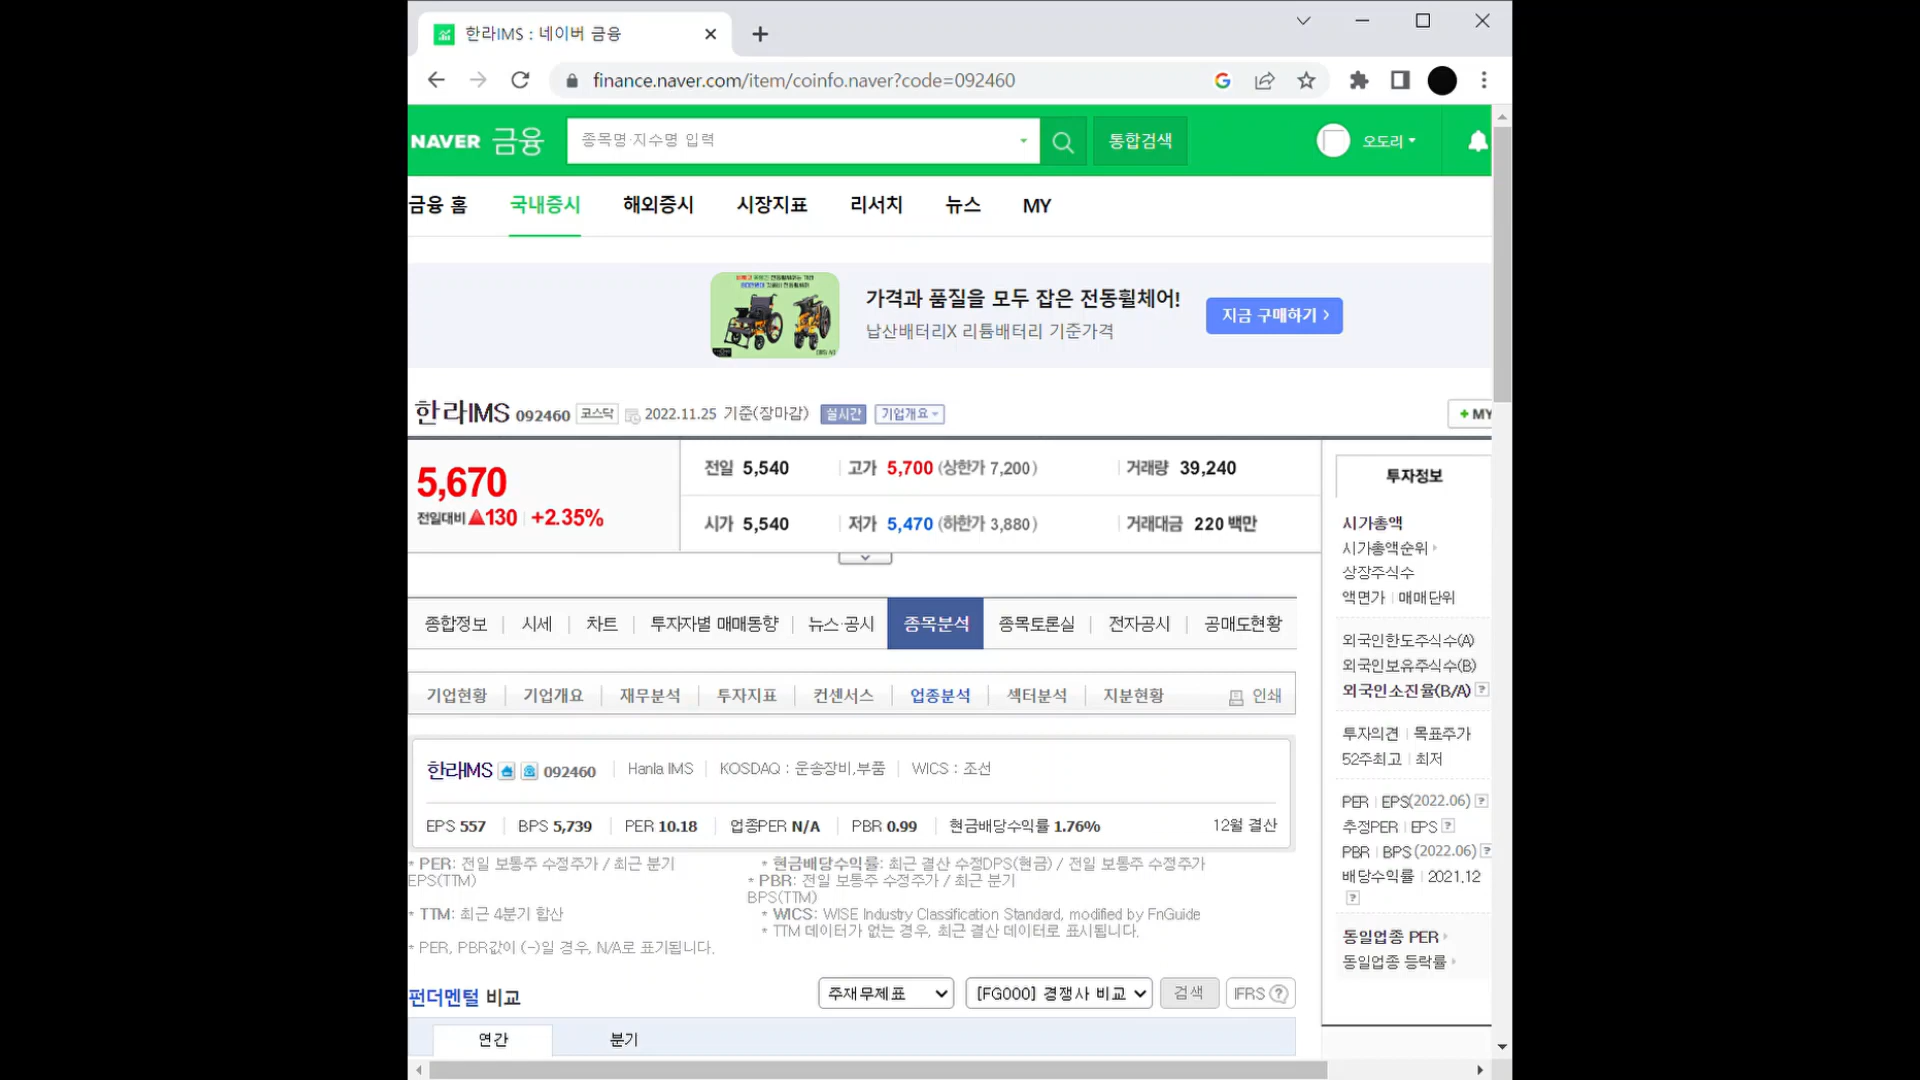 한라IMS : 네이버 금융
finance.naver.com/item/coinfo.naver?code=092460
NAVER 금융
종목명·지수명 입력
통합검색
오도리
금융 홈 국내증시 해외증시 시장지표 리서치 뉴스 MY
가격과 품질을 모두 잡은 전동휠체어!
납산배터리X 리튬배터리 기준가격
지금 구매하기 >
한라IMS 092460 코스닥 2022.11.25 기준(장마감) 실시간 기업개요
+ MY
5,670
전일대비 ▲130 +2.35%
전일 5,540 고가 5,700 (상한가 7,200) 거래량 39,240
시가 5,540 저가 5,470 (하한가 3,880) 거래대금 220 백만
종합정보 시세 차트 투자자별 매매동향 뉴스·공시 종목분석 종목토론실 전자공시 공매도현황
기업현황 기업개요 재무분석 투자지표 컨센서스 업종분석 섹터분석 지분현황 인쇄
한라IMS 092460 Hanla IMS KOSDAQ : 운송장비,부품 WICS : 조선
EPS 557 BPS 5,739 PER 10.18 업종PER N/A PBR 0.99 현금배당수익률 1.76% 12월 결산
* PER: 전일 보통주 수정주가 / 최근 분기
EPS(TTM)
* TTM: 최근 4분기 합산
* PER, PBR값이 (-)일 경우, N/A로 표기됩니다.
* 현금배당수익률: 최근 결산 수정DPS(현금) / 전일 보통주 수정주가
* PBR: 전일 보통주 수정주가 / 최근 분기
BPS(TTM)
* WICS: WISE Industry Classification Standard, modified by FnGuide
* TTM 데이터가 없는 경우, 최근 결산 데이터로 표시됩니다.
펀더멘털 비교
주재무제표 [FG000] 경쟁사 비교 검색 IFRS ?
연간 분기
투자정보
시가총액
시가총액순위
상장주식수
액면가 매매단위
외국인한도주식수(A)
외국인보유주식수(B)
외국인소진율(B/A) ?
투자의견 목표주가
52주최고 최저
PER EPS(2022.06) ?
추정PER EPS ?
PBR BPS (2022.06) ?
배당수익률 2021.12
?
동일업종 PER
동일업종 등락률